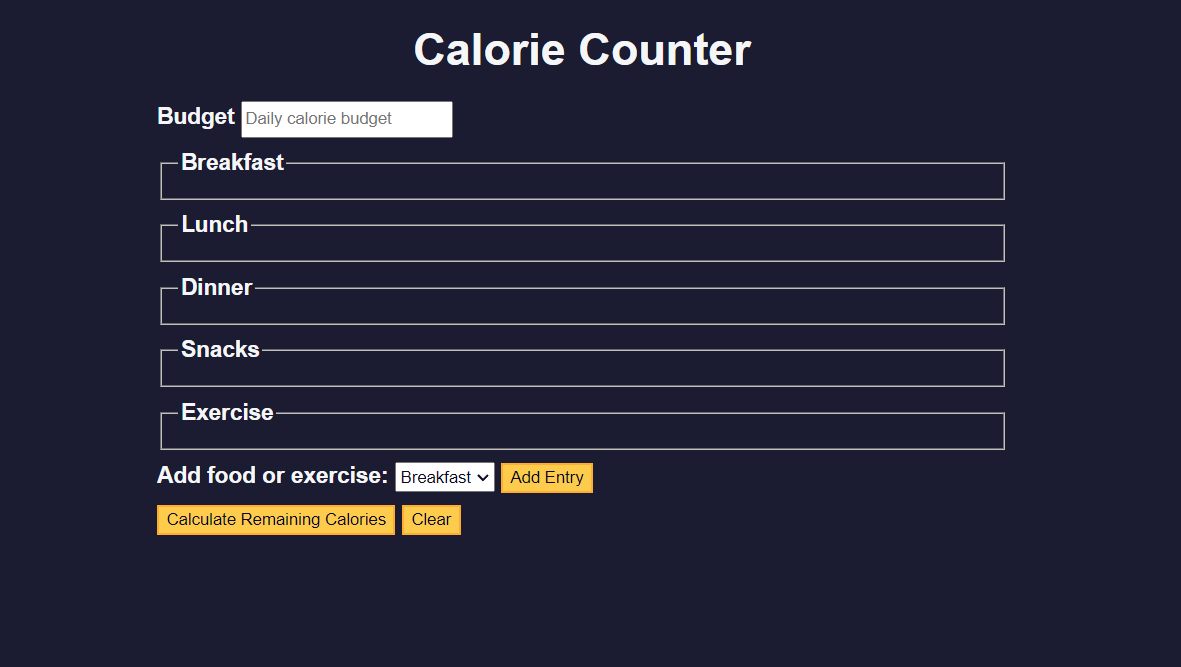 Calorie Counter
Budget Daily calorie budget
Breakfast
Lunch
Dinner
Snacks
Exercise
Add food or exercise: Breakfast Add Entry
Calculate Remaining Calories Clear